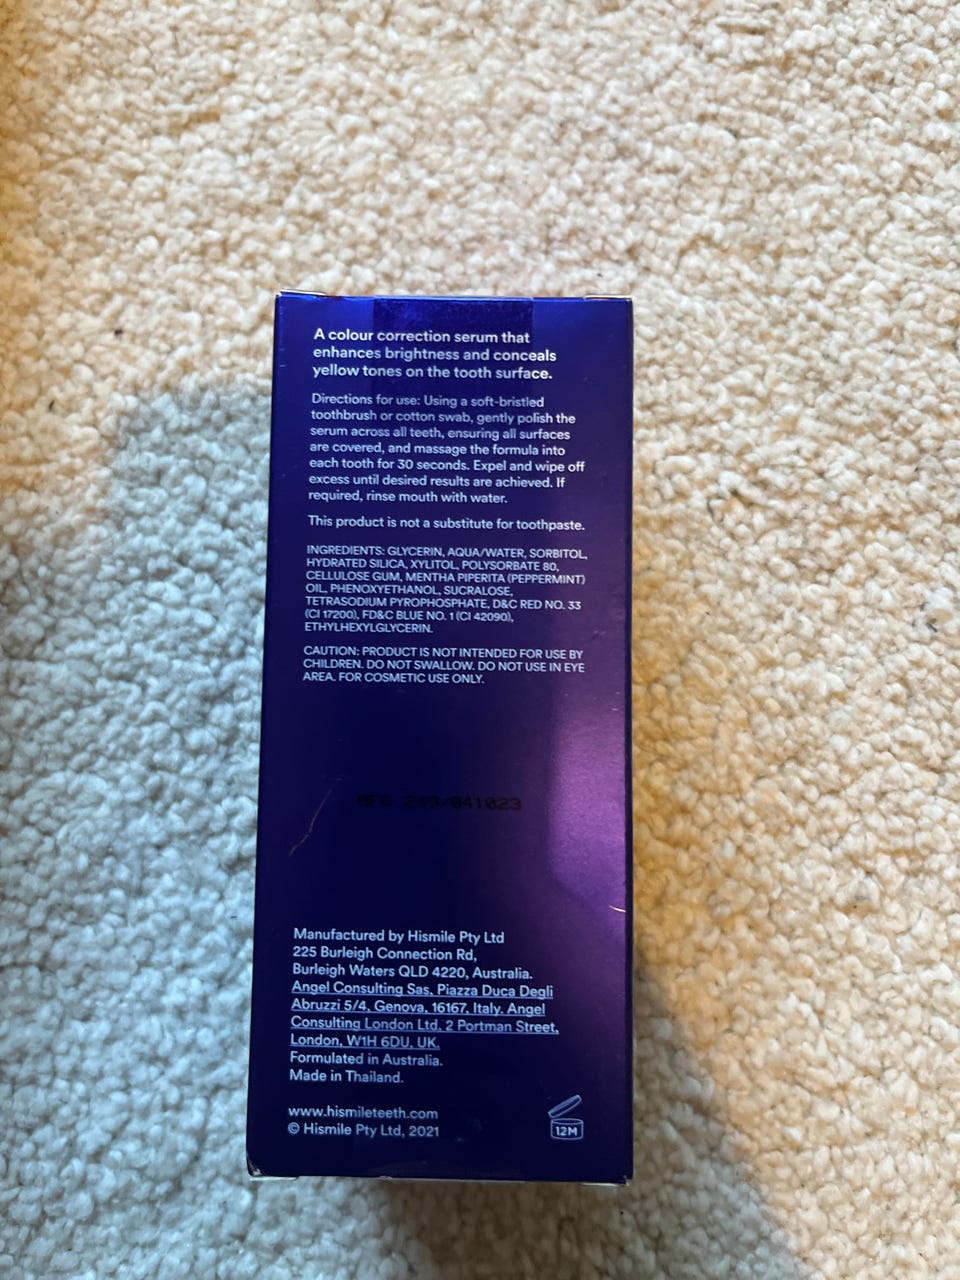 A colour correction serum that
enhances brightness and conceals
yellow tones on the tooth surface.
Directions for use: Using a soft-bristled
toothbrush or cotton swab, gently polish the
serum across all teeth, ensuring all surfaces
are covered, and massage the formula into
each tooth for 30 seconds. Expel and wipe off
excess until desired results are achieved. If
required, rinse mouth with water.
This product is not a substitute for toothpaste.
INGREDIENTS: GLYCERIN, AQUA/WATER, SORBITOL,
HYDRATED SILICA, XYLITOL, POLYSORBATE 80,
CELLULOSE GUM, MENTHA PIPERITA (PEPPERMINT)
OIL, PHENOXYETHANOL, SUCRALOSE,
TETRASODIUM PYROPHOSPHATE, D&C RED NO. 33
(CI 17200), FD&C BLUE NO. 1 (CI 42090),
ETHYLHEXYLGLYCERIN.
CAUTION: PRODUCT IS NOT INTENDED FOR USE BY
CHILDREN. DO NOT SWALLOW. DO NOT USE IN EYE
AREA. FOR COSMETIC USE ONLY.
MFG 249/041023
Manufactured by Hismile Pty Ltd
225 Burleigh Connection Rd,
Burleigh Waters QLD 4220, Australia.
Angel Consulting Sas, Piazza Duca Degli
Abruzzi 5/4, Genova, 16167, Italy. Angel
Consulting London Ltd, 2 Portman Street,
London, W1H 6DU, UK.
Formulated in Australia.
Made in Thailand.
www.hismileteeth.com
© Hismile Pty Ltd, 2021
12M